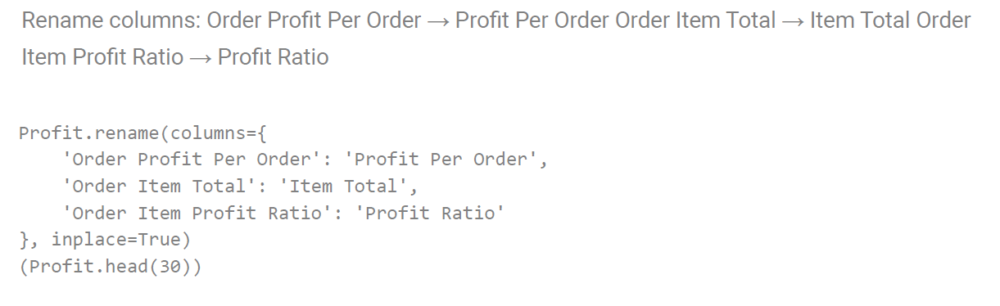 Rename columns: Order Profit Per Order → Profit Per Order Order Item Total → Item Total Order
Item Profit Ratio → Profit Ratio
Profit.rename(columns={
    'Order Profit Per Order': 'Profit Per Order',
    'Order Item Total': 'Item Total',
    'Order Item Profit Ratio': 'Profit Ratio'
}, inplace=True)
(Profit.head(30))